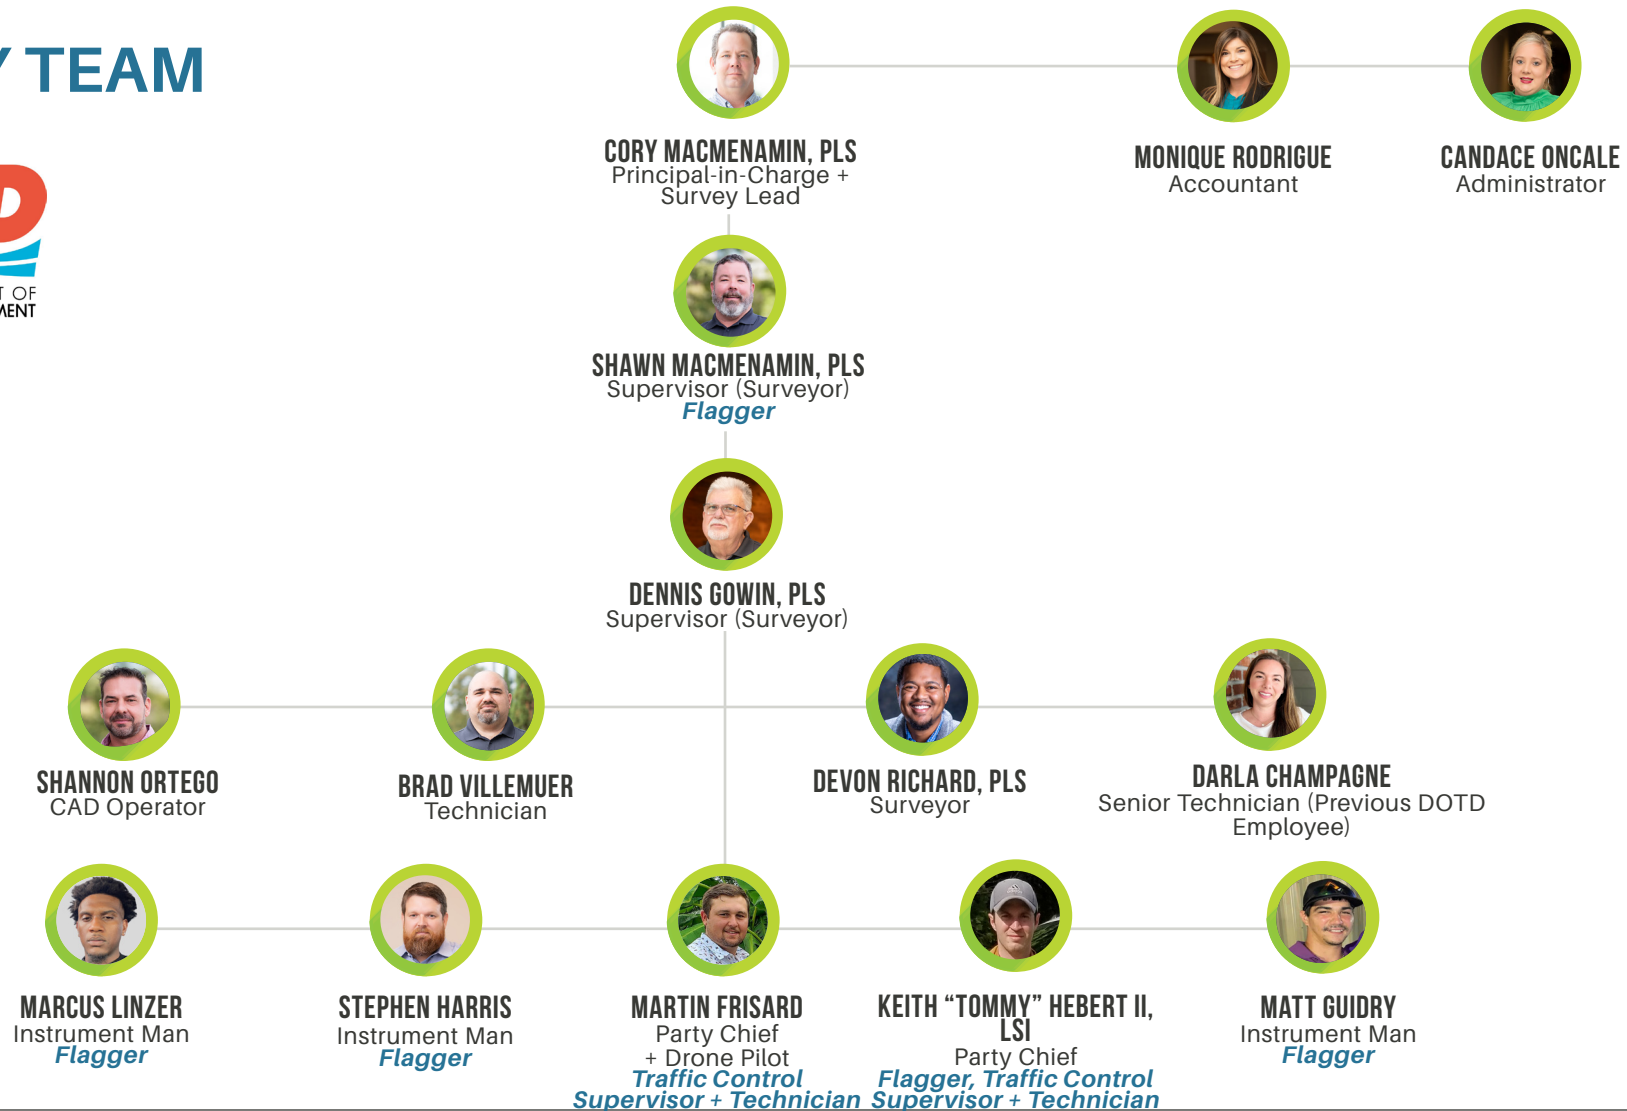 Y TEAM
T OF
MENT
CORY MACMENAMIN, PLS
Principal-in-Charge +
Survey Lead
MONIQUE RODRIGUE
Accountant
CANDACE ONCALE
Administrator
SHAWN MACMENAMIN, PLS
Supervisor (Surveyor)
Flagger
DENNIS GOWIN, PLS
Supervisor (Surveyor)
SHANNON ORTEGO
CAD Operator
BRAD VILLEMUER
Technician
DEVON RICHARD, PLS
Surveyor
DARLA CHAMPAGNE
Senior Technician (Previous DOTD
Employee)
MARCUS LINZER
Instrument Man
Flagger
STEPHEN HARRIS
Instrument Man
Flagger
MARTIN FRISARD
Party Chief
+ Drone Pilot
Traffic Control
Supervisor + Technician
KEITH “TOMMY” HEBERT II,
LSI
Party Chief
Flagger, Traffic Control
Supervisor + Technician
MATT GUIDRY
Instrument Man
Flagger